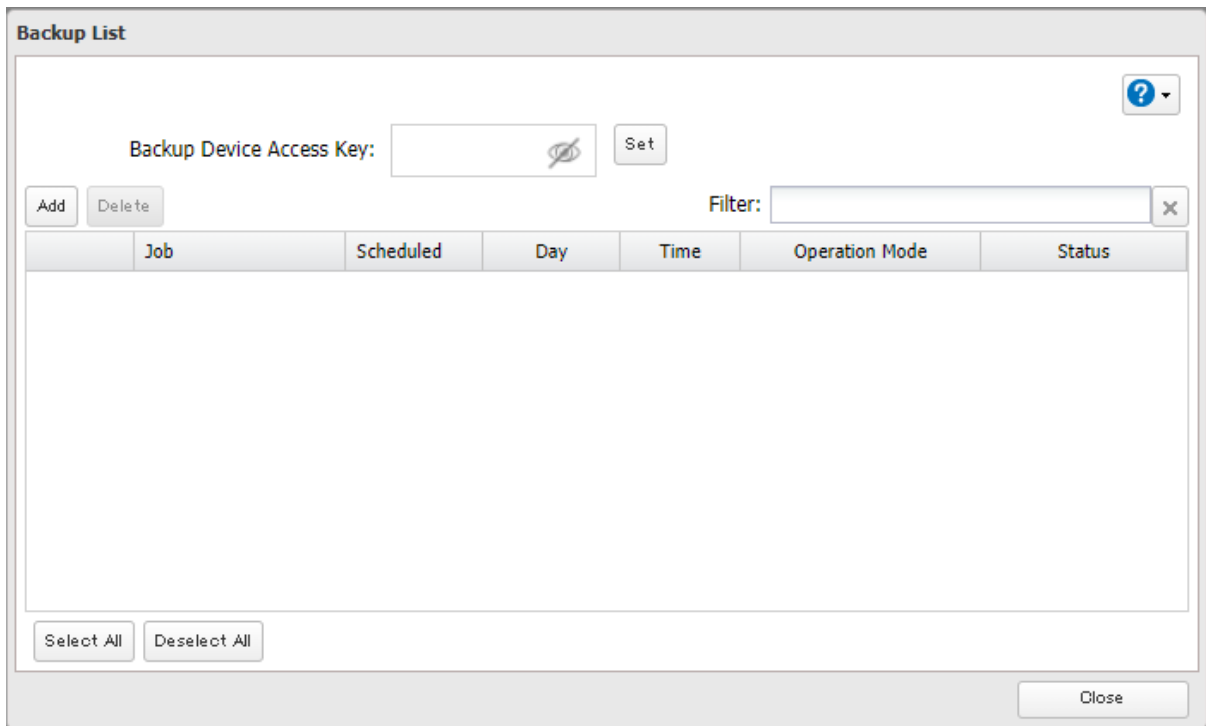 Backup List
?
Backup Device Access Key: Set
Add Delete Filter:
Job Scheduled Day Time Operation Mode Status
Select All Deselect All
Close